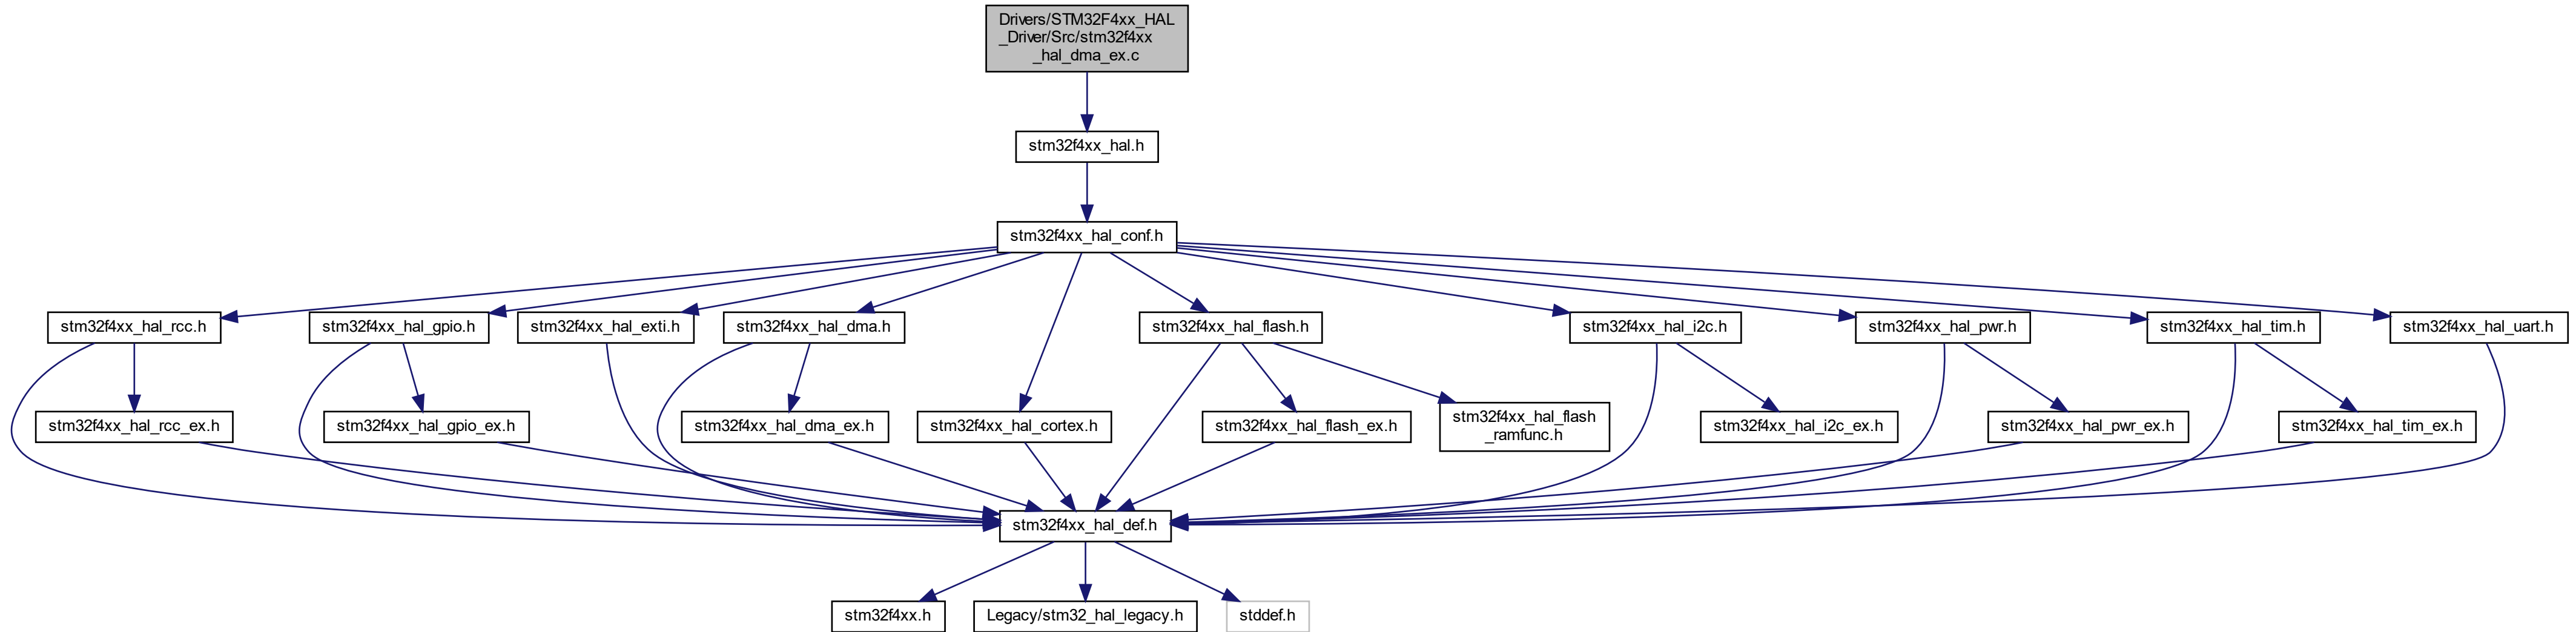 Drivers/STM32F4xx_HAL
_Driver/Src/stm32f4xx
_hal_dma_ex.c
stm32f4xx_hal.h
stm32f4xx_hal_conf.h
stm32f4xx_hal_rcc.h
stm32f4xx_hal_gpio.h
stm32f4xx_hal_exti.h
stm32f4xx_hal_dma.h
stm32f4xx_hal_flash.h
stm32f4xx_hal_i2c.h
stm32f4xx_hal_pwr.h
stm32f4xx_hal_tim.h
stm32f4xx_hal_uart.h
stm32f4xx_hal_rcc_ex.h
stm32f4xx_hal_gpio_ex.h
stm32f4xx_hal_dma_ex.h
stm32f4xx_hal_cortex.h
stm32f4xx_hal_flash_ex.h
stm32f4xx_hal_flash
_ramfunc.h
stm32f4xx_hal_i2c_ex.h
stm32f4xx_hal_pwr_ex.h
stm32f4xx_hal_tim_ex.h
stm32f4xx_hal_def.h
stm32f4xx.h
Legacy/stm32_hal_legacy.h
stddef.h